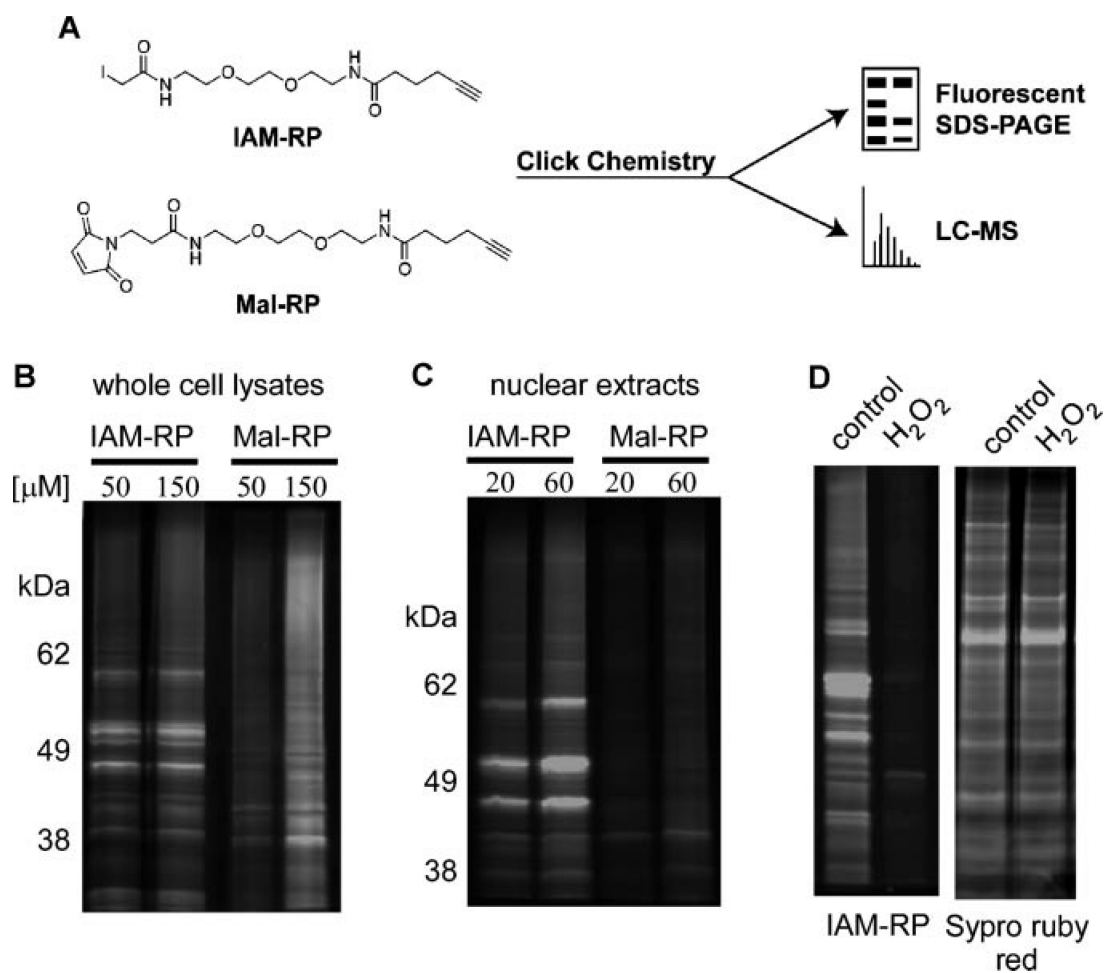 A
I
O
N
H
O
O
H
N
O
IAM-RP
O
N
O
O
N
H
O
O
H
N
O
Mal-RP
Click Chemistry
Fluorescent
SDS-PAGE
LC-MS
B
whole cell lysates
IAM-RP Mal-RP
[µM] 50 150 50 150
kDa
62
49
38
C
nuclear extracts
IAM-RP Mal-RP
20 60 20 60
kDa
62
49
38
D
control H₂O₂ control H₂O₂
IAM-RP Sypro ruby
red